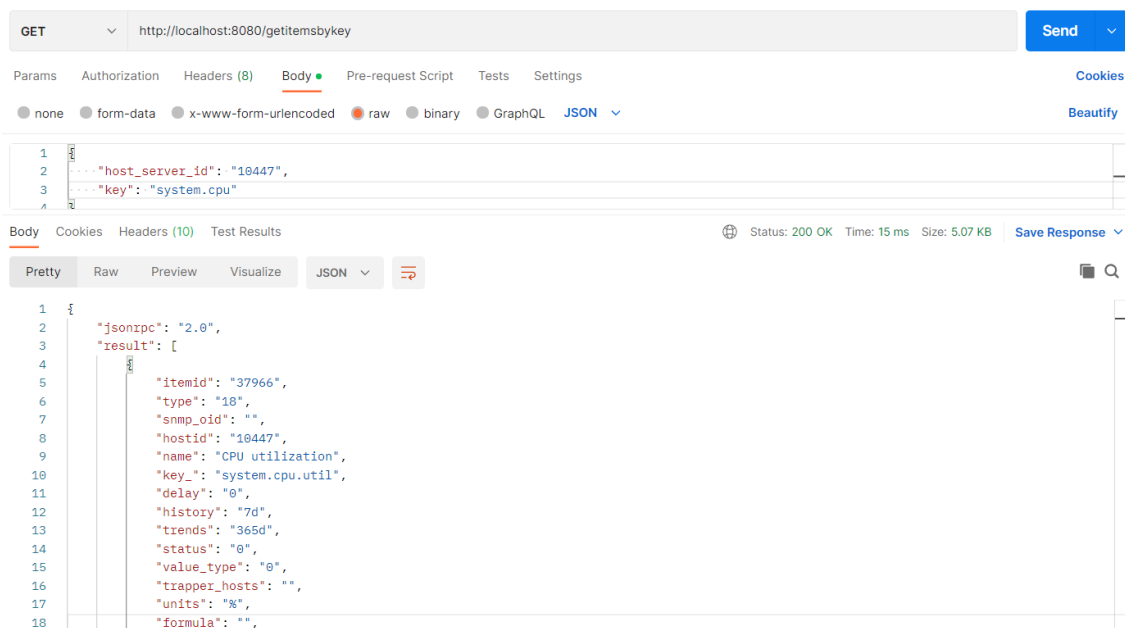 GET http://localhost:8080/getitemsbykey Send
Params Authorization Headers (8) Body Pre-request Script Tests Settings Cookies
none form-data x-www-form-urlencoded raw binary GraphQL JSON Beautify
1 {
2 "host_server_id": "10447",
3 "key": "system.cpu"
4 }
Body Cookies Headers (10) Test Results Status: 200 OK Time: 15 ms Size: 5.07 KB Save Response
Pretty Raw Preview Visualize JSON
1 {
2 "jsonrpc": "2.0",
3 "result": [
4 {
5 "itemid": "37966",
6 "type": "18",
7 "snmp_oid": "",
8 "hostid": "10447",
9 "name": "CPU utilization",
10 "key_": "system.cpu.util",
11 "delay": "0",
12 "history": "7d",
13 "trends": "365d",
14 "status": "0",
15 "value_type": "0",
16 "trapper_hosts": "",
17 "units": "%",
18 "formula": "",